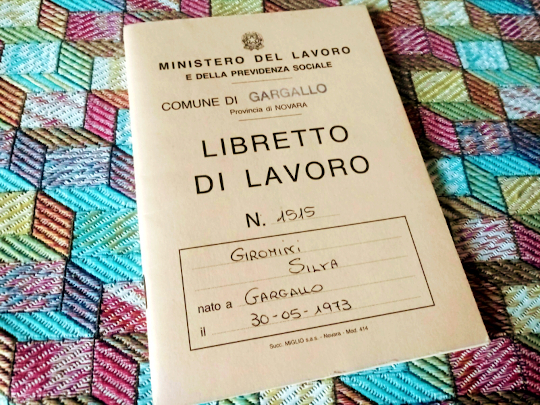 MINISTERO DEL LAVORO
E DELLA PREVIDENZA SOCIALE
COMUNE DI GARGALLO
Provincia di NOVARA
LIBRETTO
DI LAVORO
N. 1515
GIROMINI
SILVA
nato a GARGALLO
il 30-05-1973
Succ. MIGLIO s.a.s. - Novara - Mod. 414